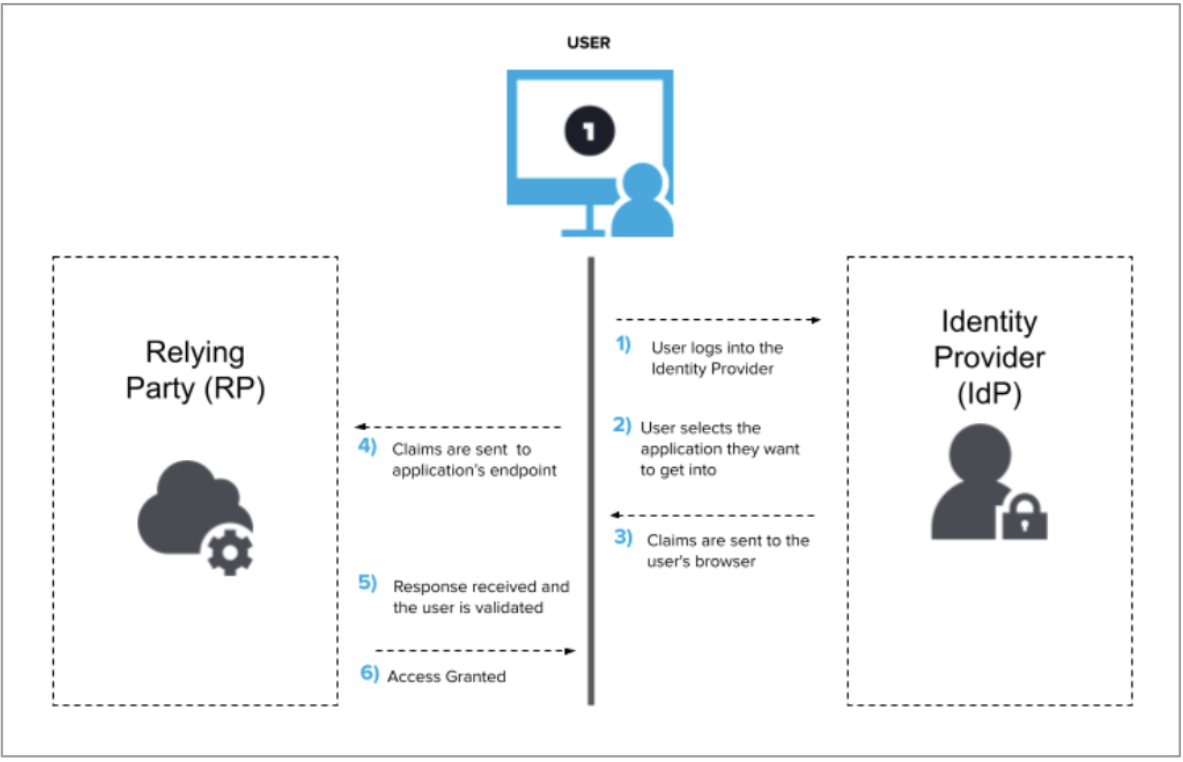 USER
1
Relying
Party (RP)
Identity
Provider
(IdP)
1) User logs into the
Identity Provider
2) User selects the
application they want
to get into
3) Claims are sent to the
user's browser
4) Claims are sent to
application's endpoint
5) Response received and
the user is validated
6) Access Granted